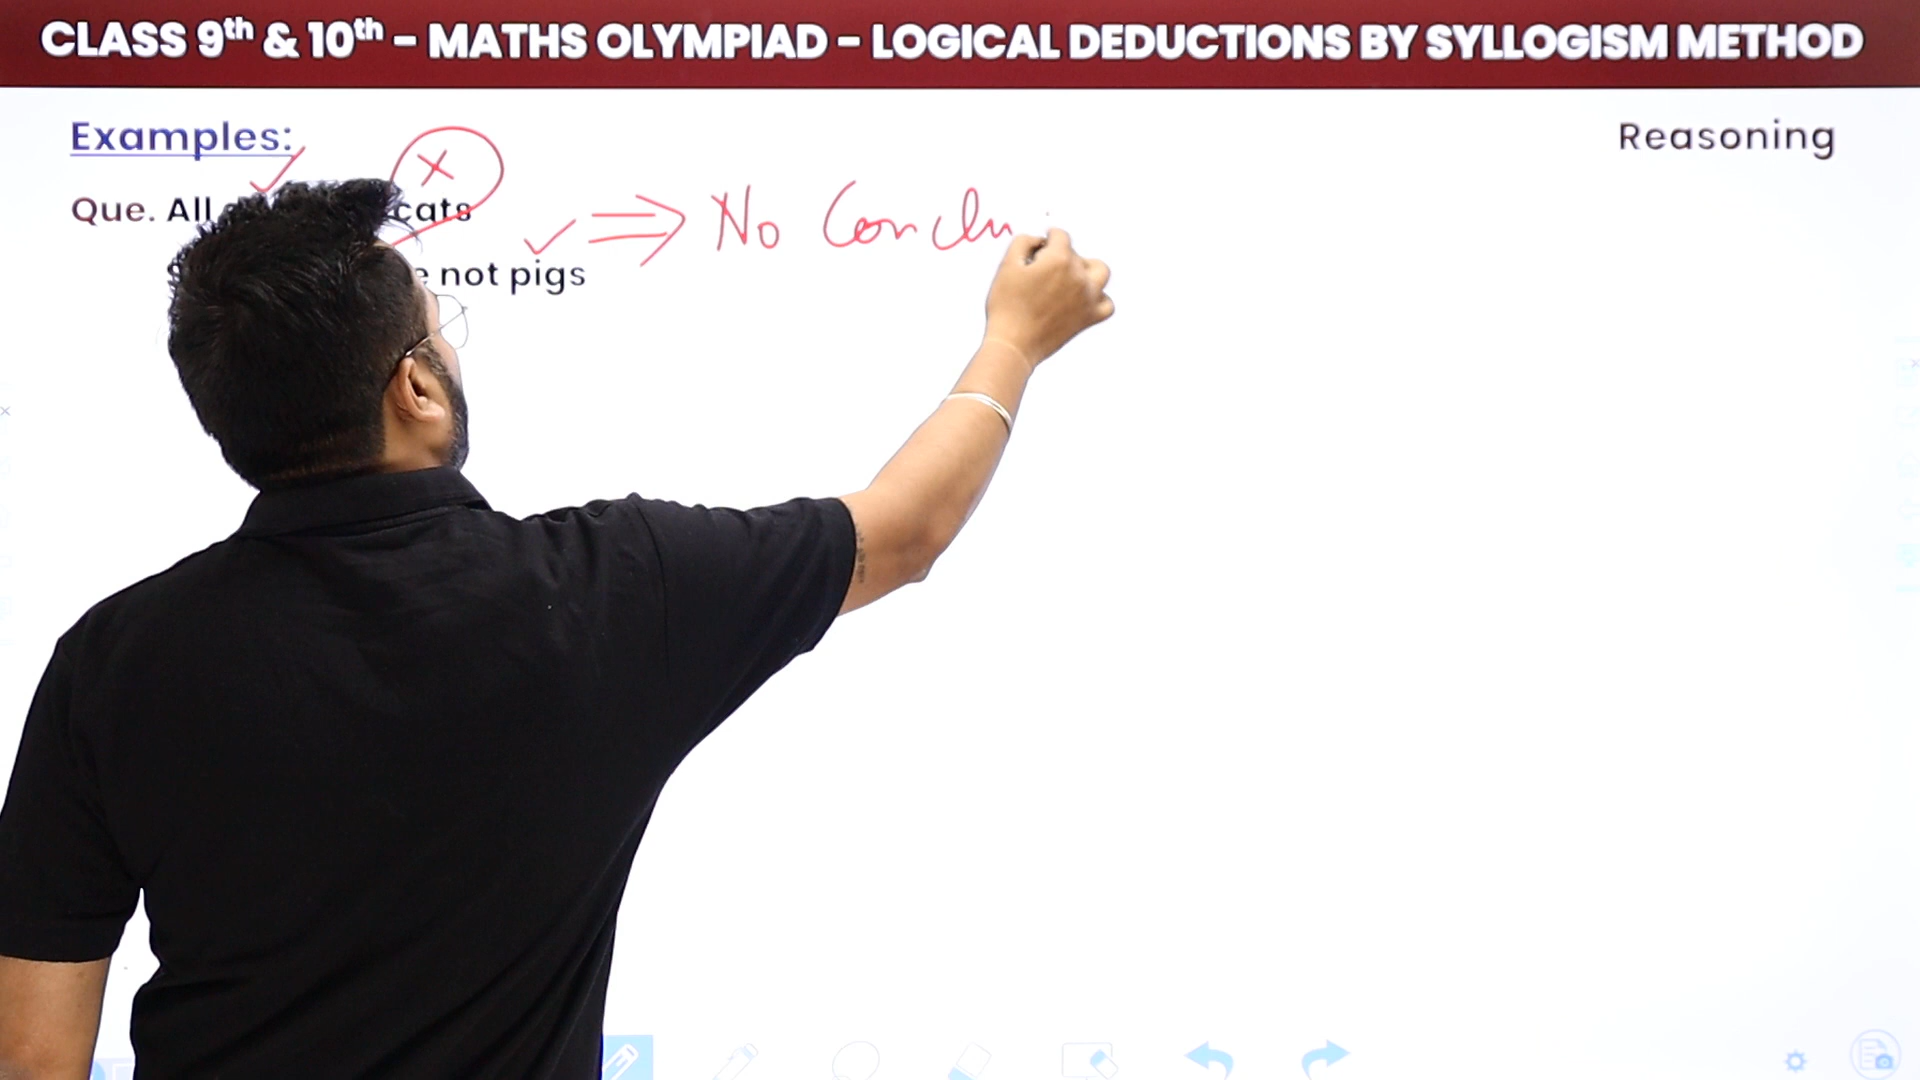 CLASS 9th & 10th - MATHS OLYMPIAD - LOGICAL DEDUCTIONS BY SYLLOGISM METHOD
Examples:
Reasoning
Que. All cats
No Conclu
not pigs